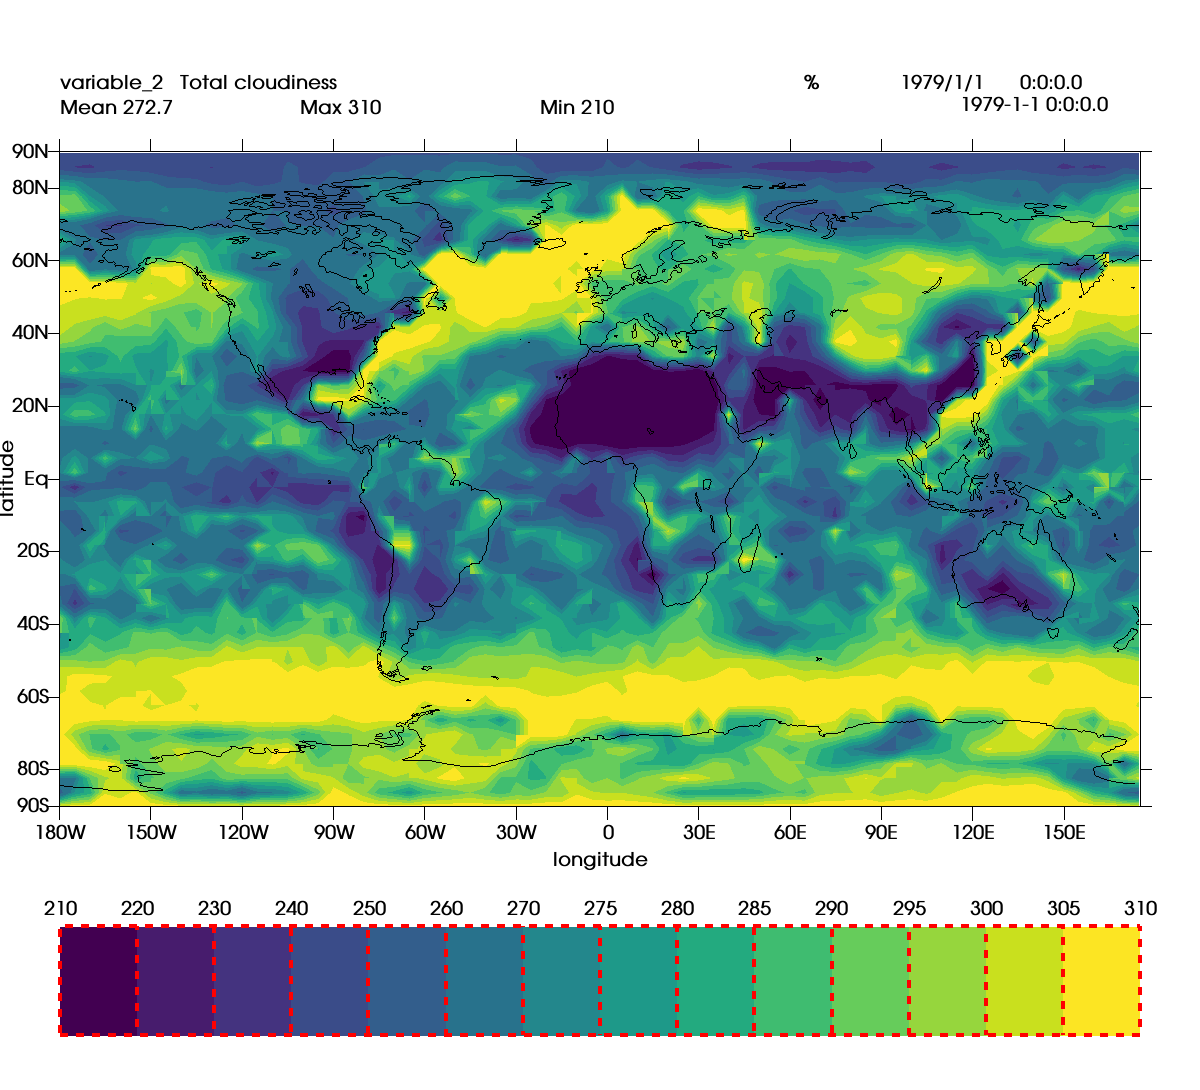 variable_2 Total cloudiness % 1979/1/1 0:0:0.0
Mean 272.7 Max 310 Min 210 1979-1-1 0:0:0.0
90N
80N
60N
40N
20N
Eq
20S
40S
60S
80S
90S
latitude
180W 150W 120W 90W 60W 30W 0 30E 60E 90E 120E 150E
longitude
210 220 230 240 250 260 270 275 280 285 290 295 300 305 310